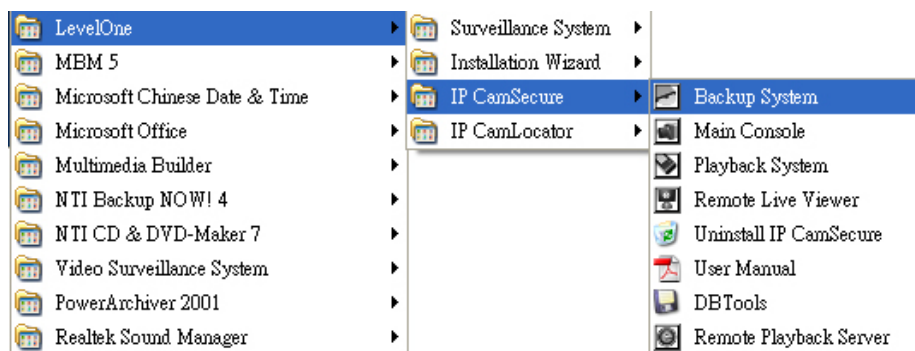 LevelOne
MBM 5
Microsoft Chinese Date & Time
Microsoft Office
Multimedia Builder
NTI Backup NOW! 4
NTI CD & DVD-Maker 7
Video Surveillance System
PowerArchiver 2001
Realtek Sound Manager
Surveillance System
Installation Wizard
IP CamSecure
IP CamLocator
Backup System
Main Console
Playback System
Remote Live Viewer
Uninstall IP CamSecure
User Manual
DBTools
Remote Playback Server